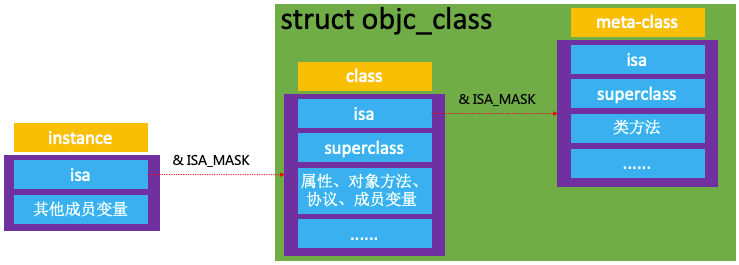 struct objc_class
instance
isa
其他成员变量
& ISA_MASK
class
isa
superclass
属性、对象方法、
协议、成员变量
......
& ISA_MASK
meta-class
isa
superclass
类方法
......